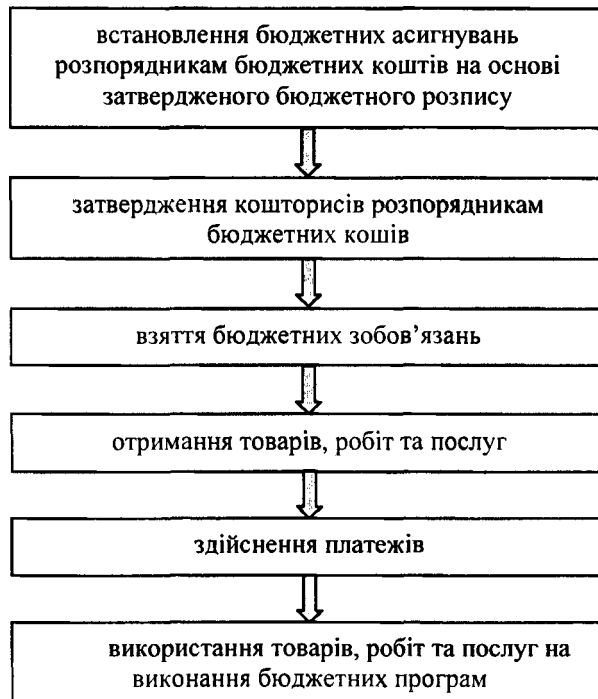 встановлення бюджетних асигнувань
розпорядникам бюджетних коштів на основі
затвердженого бюджетного розпису
затвердження кошторисів розпорядникам
бюджетних кошів
взяття бюджетних зобов’язань
отримання товарів, робіт та послуг
здійснення платежів
використання товарів, робіт та послуг на
виконання бюджетних програм